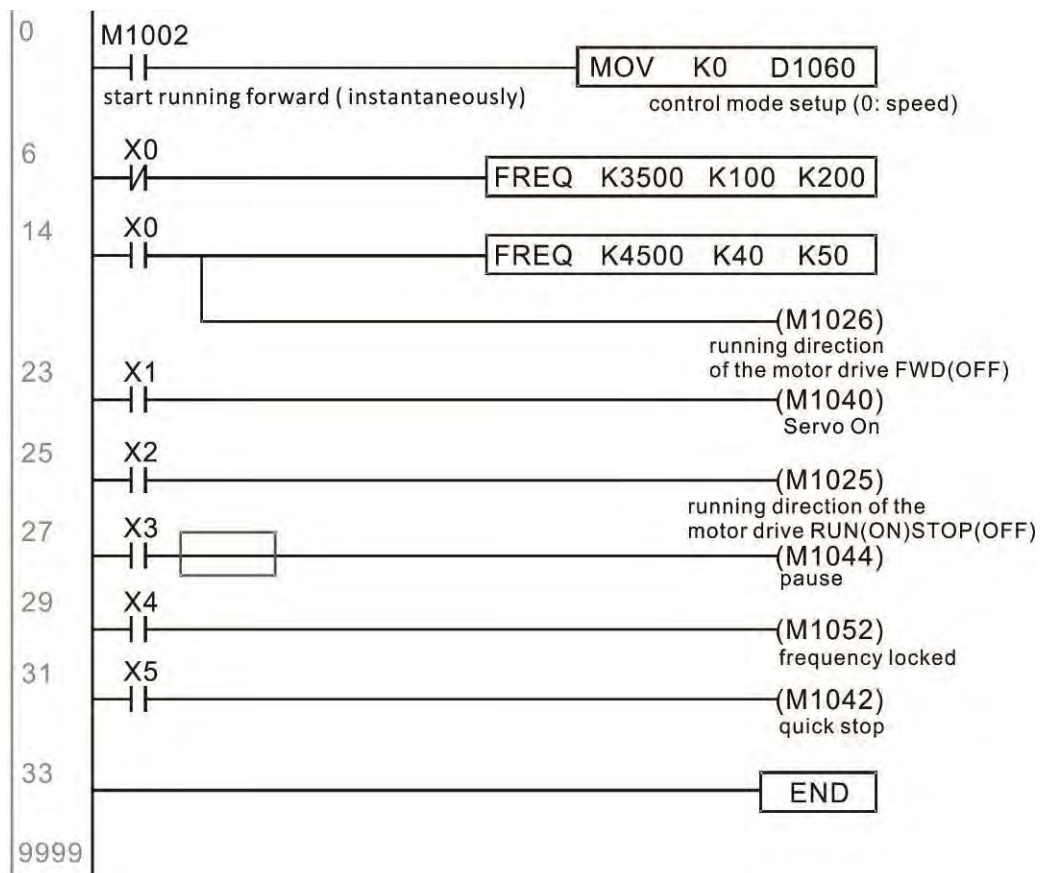 0
M1002
MOV K0 D1060
start running forward ( instantaneously)
control mode setup (0: speed)
6
X0
FREQ K3500 K100 K200
14
X0
FREQ K4500 K40 K50
(M1026)
running direction
of the motor drive FWD(OFF)
23
X1
(M1040)
Servo On
25
X2
(M1025)
running direction of the
motor drive RUN(ON)STOP(OFF)
27
X3
(M1044)
pause
29
X4
(M1052)
frequency locked
31
X5
(M1042)
quick stop
33
END
9999